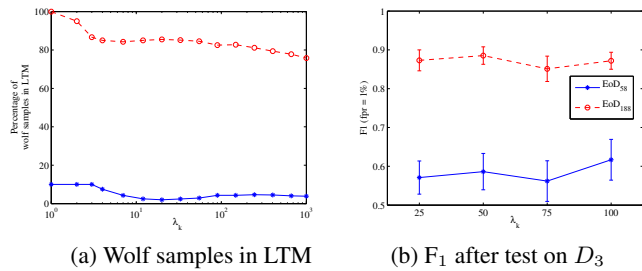 Percentage of
wolf samples in LTM
100
80
60
40
20
0
10^0
10^1
10^2
10^3
λ_k
(a) Wolf samples in LTM
F1 (fpr = 1%)
1
0.9
0.8
0.7
0.6
0.5
25
50
75
100
λ_k
EoD_58
EoD_188
(b) F_1 after test on D_3